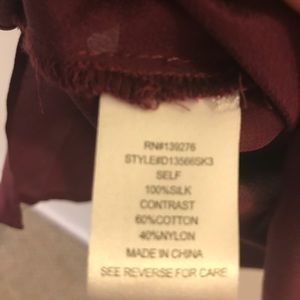 RN#139276
STYLE#D13566SK3
SELF
100%SILK
CONTRAST
60%COTTON
40%NYLON
MADE IN CHINA
SEE REVERSE FOR CARE